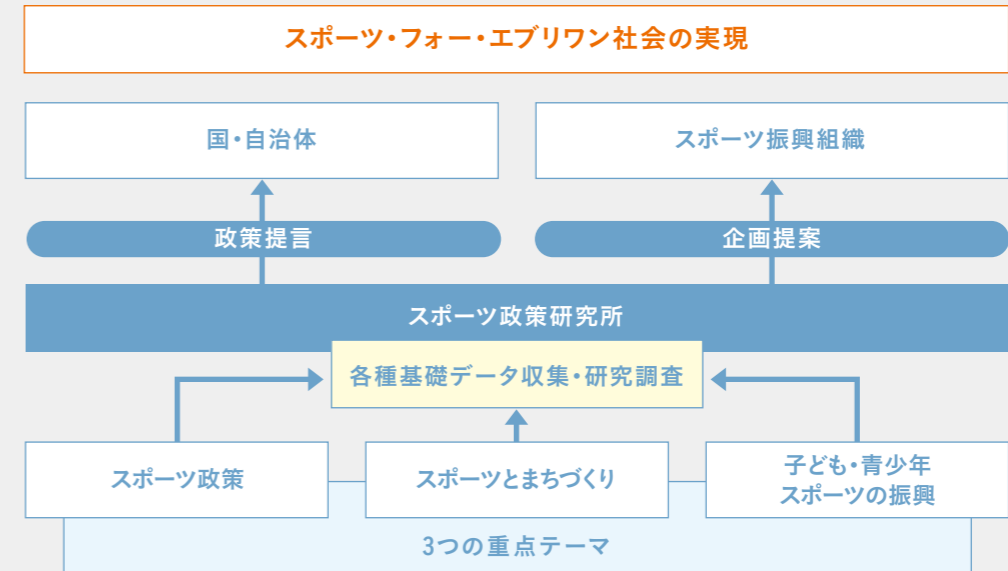 スポーツ・フォー・エブリワン社会の実現
国・自治体
スポーツ振興組織
政策提言
企画提案
スポーツ政策研究所
各種基礎データ収集・研究調査
スポーツ政策
スポーツとまちづくり
子ども・青少年
スポーツの振興
3つの重点テーマ